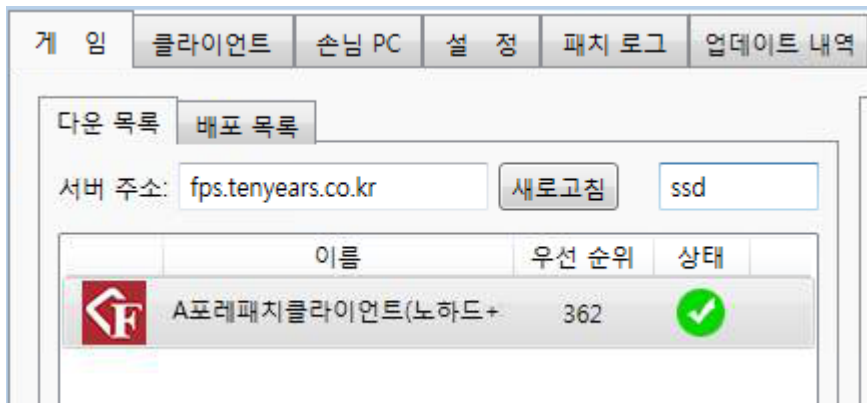 게 임 클라이언트 손님 PC 설 정 패치 로그 업데이트 내역
다운 목록 배포 목록
서버 주소: fps.tenyears.co.kr 새로고침 ssd
이름 우선 순위 상태
F A포레패치클라이언트(노하드+ 362